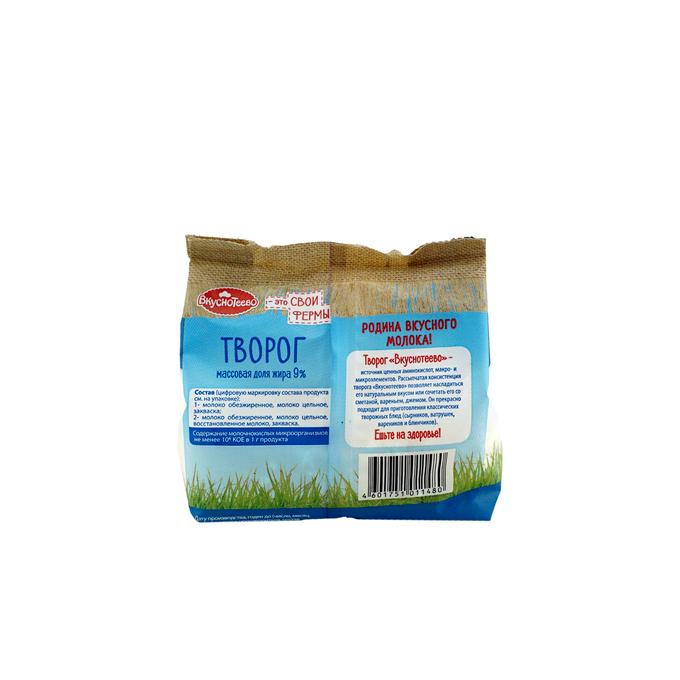 ВКУСНОТЕЕВО
– ЭТО СВОИ
ФЕРМЫ
ТВОРОГ
массовая доля жира 9%
Состав (цифровую маркировку состава продукта
см. на упаковке):
1- молоко обезжиренное, молоко цельное,
закваска;
2- молоко обезжиренное, молоко цельное,
восстановленное молоко, закваска.
Содержание молочнокислых микроорганизмов
не менее 10⁶ КОЕ в 1 г продукта
РОДИНА ВКУСНОГО
МОЛОКА!
Творог «Вкуснотеево» –
источник ценных аминокислот, макро- и
микроэлементов. Рассыпчатая консистенция
творога «Вкуснотеево» позволяет насладиться
его натуральным вкусом или сочетать его со
сметаной, вареньем, джемом. Он прекрасно
подходит для приготовления классических
творожных блюд (сырников, ватрушек,
вареников и блинчиков).
Ешьте на здоровье!
4 601751 011480